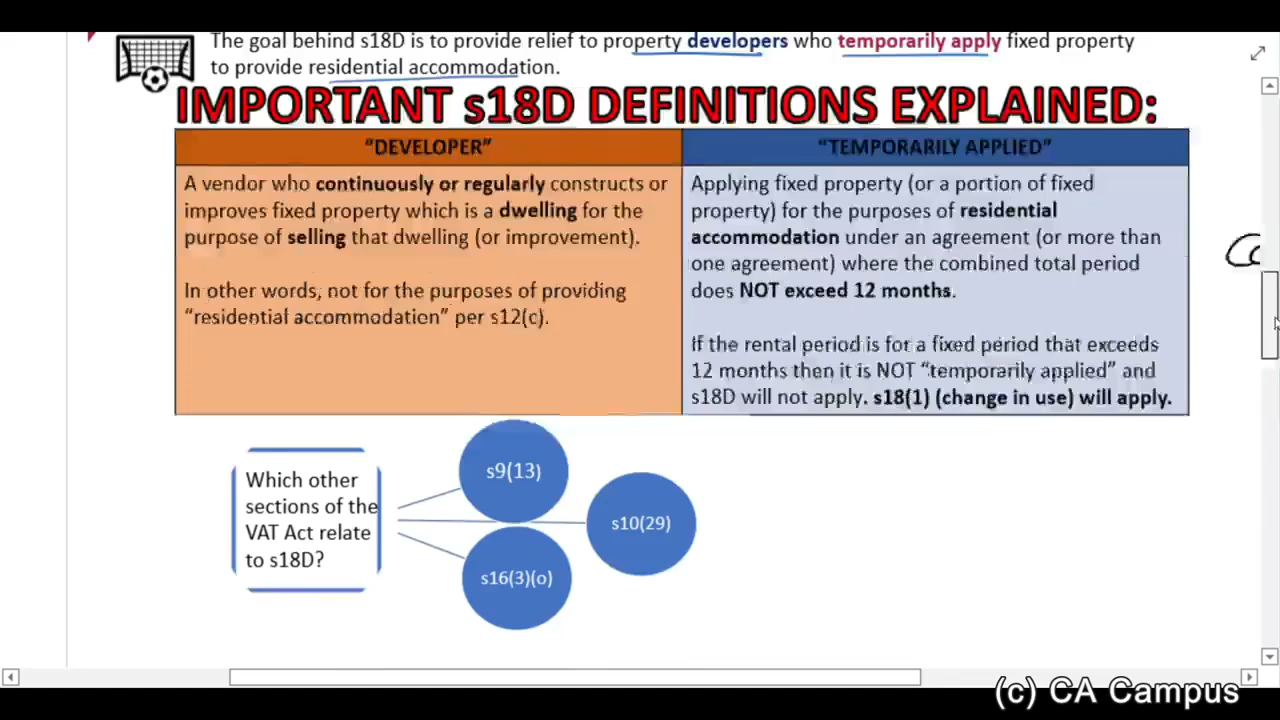 The goal behind s18D is to provide relief to property developers who temporarily apply fixed property
to provide residential accommodation.
IMPORTANT s18D DEFINITIONS EXPLAINED:
"DEVELOPER"
A vendor who continuously or regularly constructs or
improves fixed property which is a dwelling for the
purpose of selling that dwelling (or improvement).
In other words, not for the purposes of providing
"residential accommodation" per s12(c).
"TEMPORARILY APPLIED"
Applying fixed property (or a portion of fixed
property) for the purposes of residential
accommodation under an agreement (or more than
one agreement) where the combined total period
does NOT exceed 12 months.
If the rental period is for a fixed period that exceeds
12 months then it is NOT "temporarily applied" and
s18D will not apply. s18(1) (change in use) will apply.
Which other
sections of the
VAT Act relate
to s18D?
s9(13)
s10(29)
s16(3)(o)
(c) CA Campus